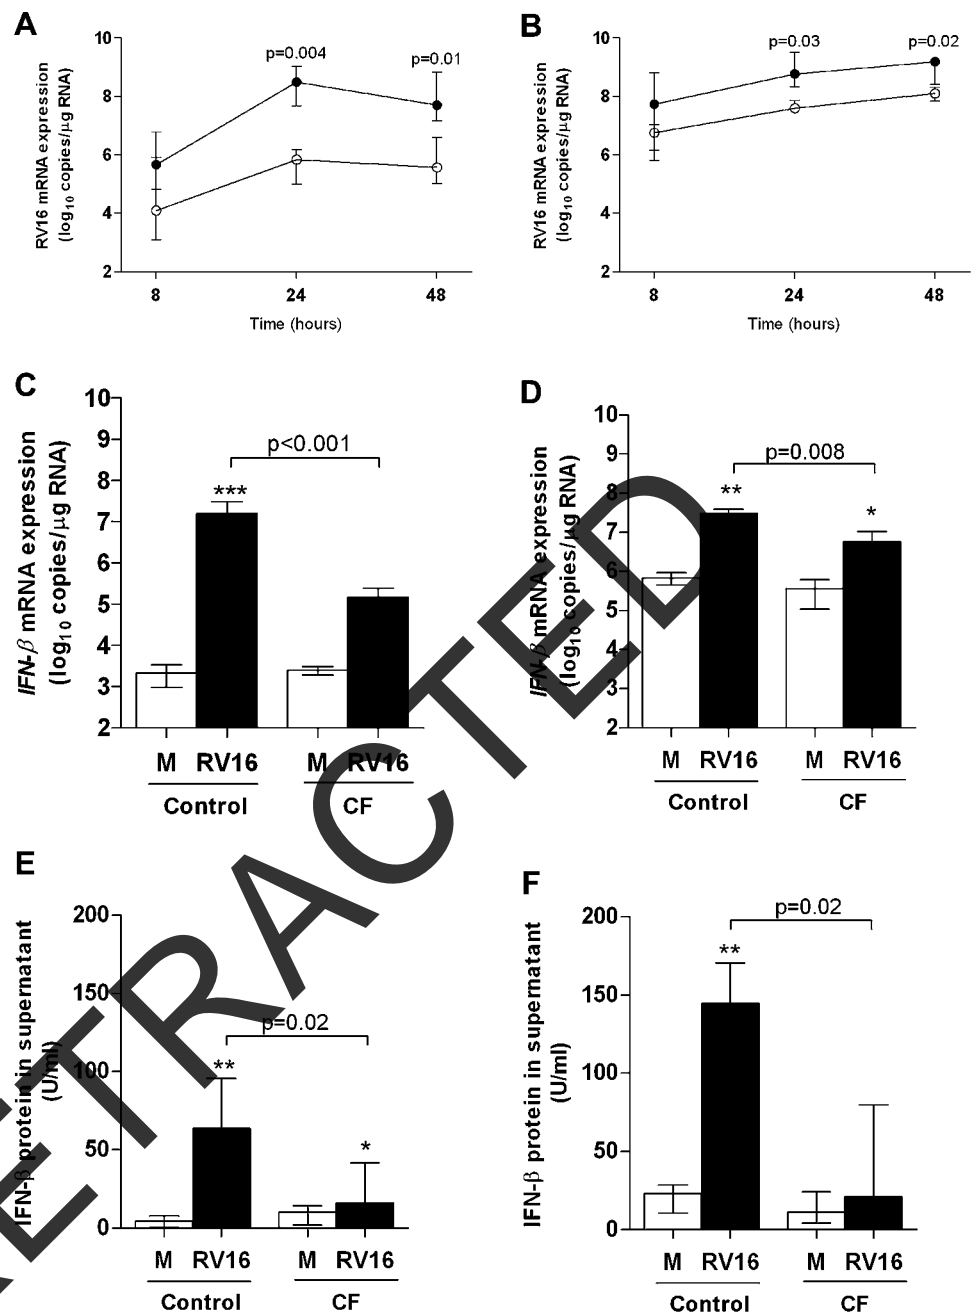 A
RV16 mRNA expression
(log10 copies/μg RNA)
10
8
6
4
2
p=0.004
p=0.01
8
24
48
Time (hours)
B
RV16 mRNA expression
(log10 copies/μg RNA)
10
8
6
4
2
p=0.03
p=0.02
8
24
48
Time (hours)
C
IFN-β mRNA expression
(log10 copies/μg RNA)
10
9
8
7
6
5
4
3
2
p<0.001
***
M RV16 M RV16
Control CF
D
IFN-β mRNA expression
(log10 copies/μg RNA)
10
9
8
7
6
5
4
3
2
p=0.008
**
*
M RV16 M RV16
Control CF
E
IFN-β protein in supernatant
(U/ml)
200
150
100
50
0
p=0.02
**
*
M RV16 M RV16
Control CF
F
IFN-β protein in supernatant
(U/ml)
200
150
100
50
0
p=0.02
**
M RV16 M RV16
Control CF
RETRACTED